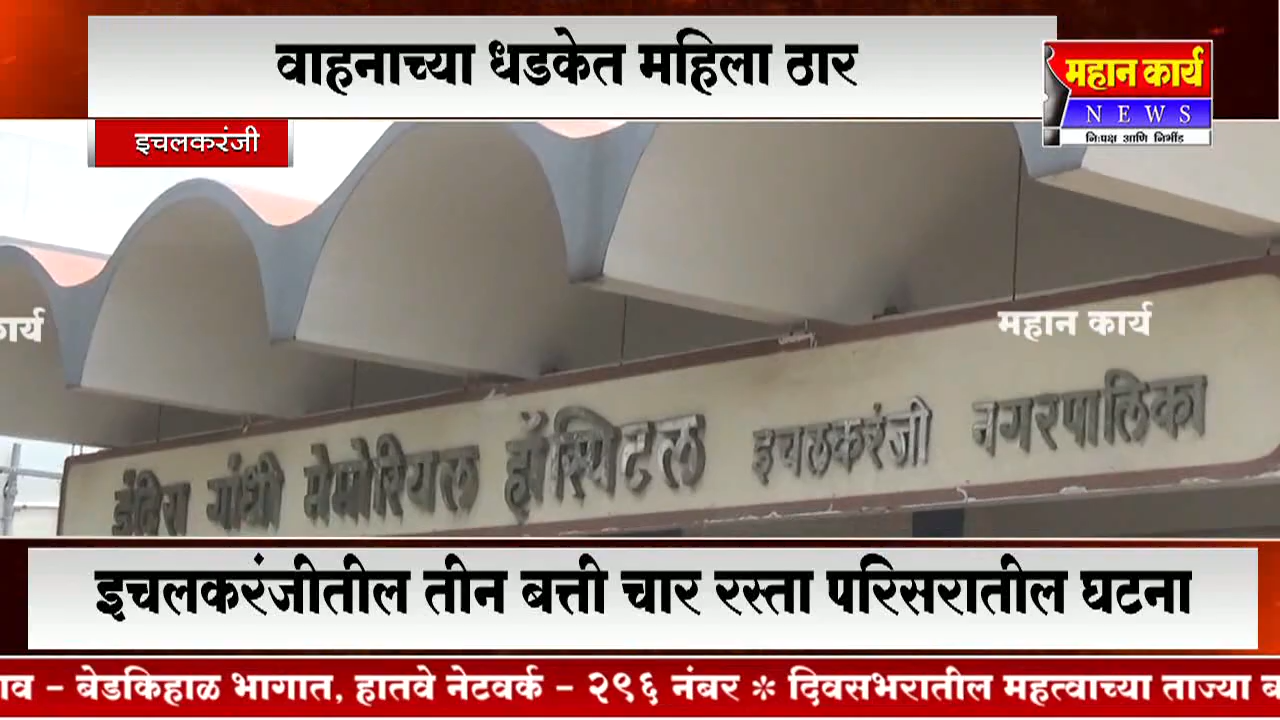 वाहनाच्या धडकेत महिला ठार
महान कार्य
NEWS
निःपक्ष आणि निर्भीड
इचलकरंजी
कार्य
महान कार्य
इंदिरा गांधी मेमोरियल हॉस्पिटल इचलकरंजी नगरपालिका
इचलकरंजीतील तीन बत्ती चार रस्ता परिसरातील घटना
ाव - बेडकिहाळ भागात, हातवे नेटवर्क - २९६ नंबर * दिवसभरातील महत्वाच्या ताज्या ब